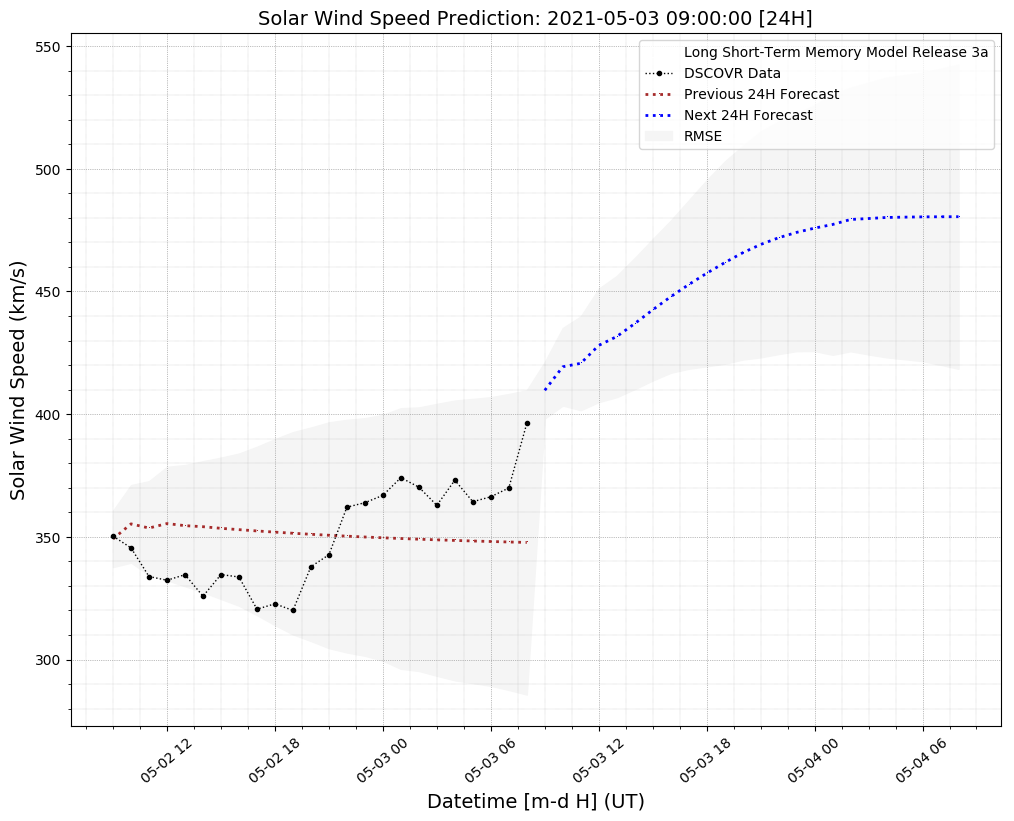 Solar Wind Speed Prediction: 2021-05-03 09:00:00 [24H]
Long Short-Term Memory Model Release 3a
DSCOVR Data
Previous 24H Forecast
Next 24H Forecast
RMSE
Solar Wind Speed (km/s)
550
500
450
400
350
300
05-02 12
05-02 18
05-03 00
05-03 06
05-03 12
05-03 18
05-04 00
05-04 06
Datetime [m-d H] (UT)